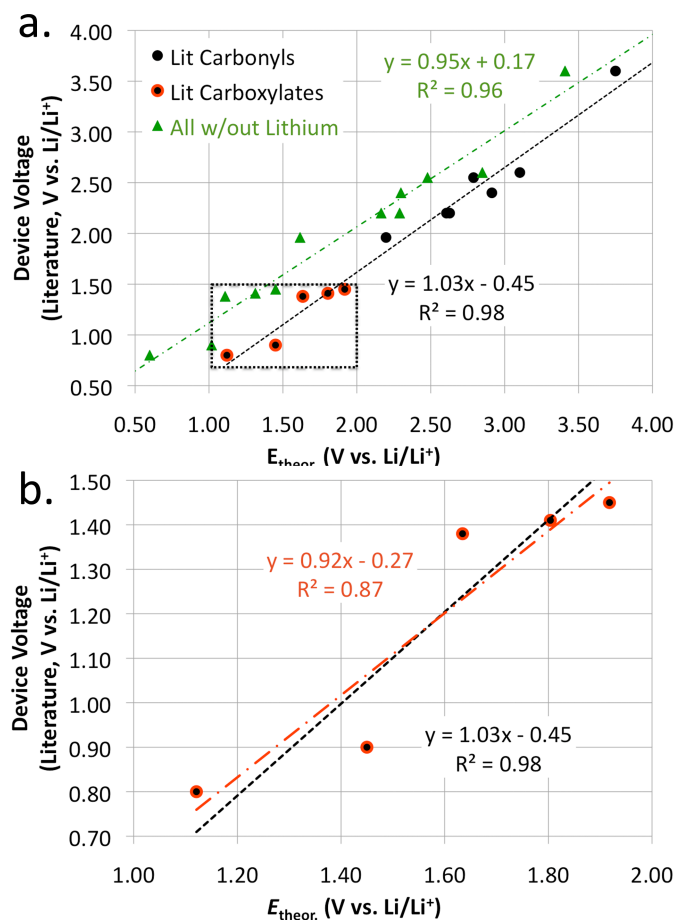 a.
4.00
3.50
3.00
2.50
2.00
1.50
1.00
0.50
Device Voltage
(Literature, V vs. Li/Li⁺)
Lit Carbonyls
Lit Carboxylates
All w/out Lithium
y = 0.95x + 0.17
R² = 0.96
y = 1.03x - 0.45
R² = 0.98
0.50 1.00 1.50 2.00 2.50 3.00 3.50 4.00
E_theor. (V vs. Li/Li⁺)
b.
1.50
1.40
1.30
1.20
1.10
1.00
0.90
0.80
0.70
Device Voltage
(Literature, V vs. Li/Li⁺)
y = 0.92x - 0.27
R² = 0.87
y = 1.03x - 0.45
R² = 0.98
1.00 1.20 1.40 1.60 1.80 2.00
E_theor. (V vs. Li/Li⁺)